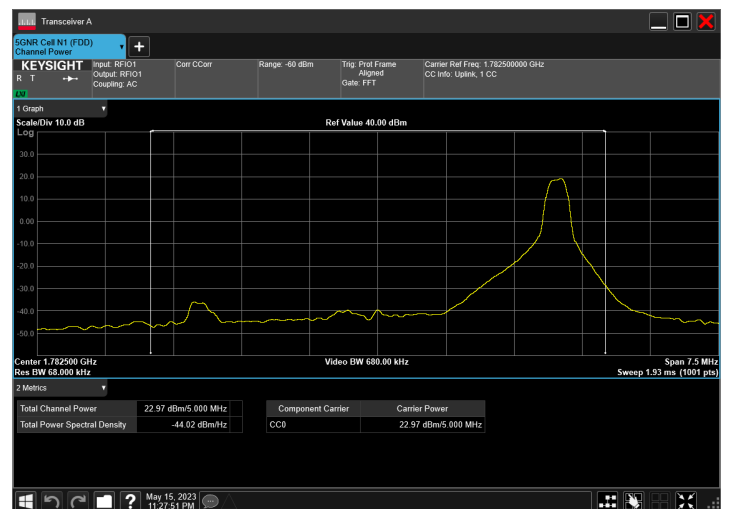 Transceiver A
5GNR Cell N1 (FDD)
Channel Power
KEYSIGHT
R T
LXI
Input: RFIO1
Output: RFIO1
Coupling: AC
Corr CCorr
Range: -60 dBm
Trig: Prot Frame
Aligned
Gate: FFT
Carrier Ref Freq: 1.782500000 GHz
CC Info: Uplink, 1 CC
1 Graph
Scale/Div 10.0 dB
Ref Value 40.00 dBm
Log
30.0
20.0
10.0
0.00
-10.0
-20.0
-30.0
-40.0
-50.0
Center 1.782500 GHz
Video BW 680.00 kHz
Span 7.5 MHz
Res BW 68.000 kHz
Sweep 1.93 ms (1001 pts)
2 Metrics
Total Channel Power 22.97 dBm/5.000 MHz
Total Power Spectral Density -44.02 dBm/Hz
Component Carrier Carrier Power
CC0 22.97 dBm/5.000 MHz
?
May 15, 2023
11:27:51 PM